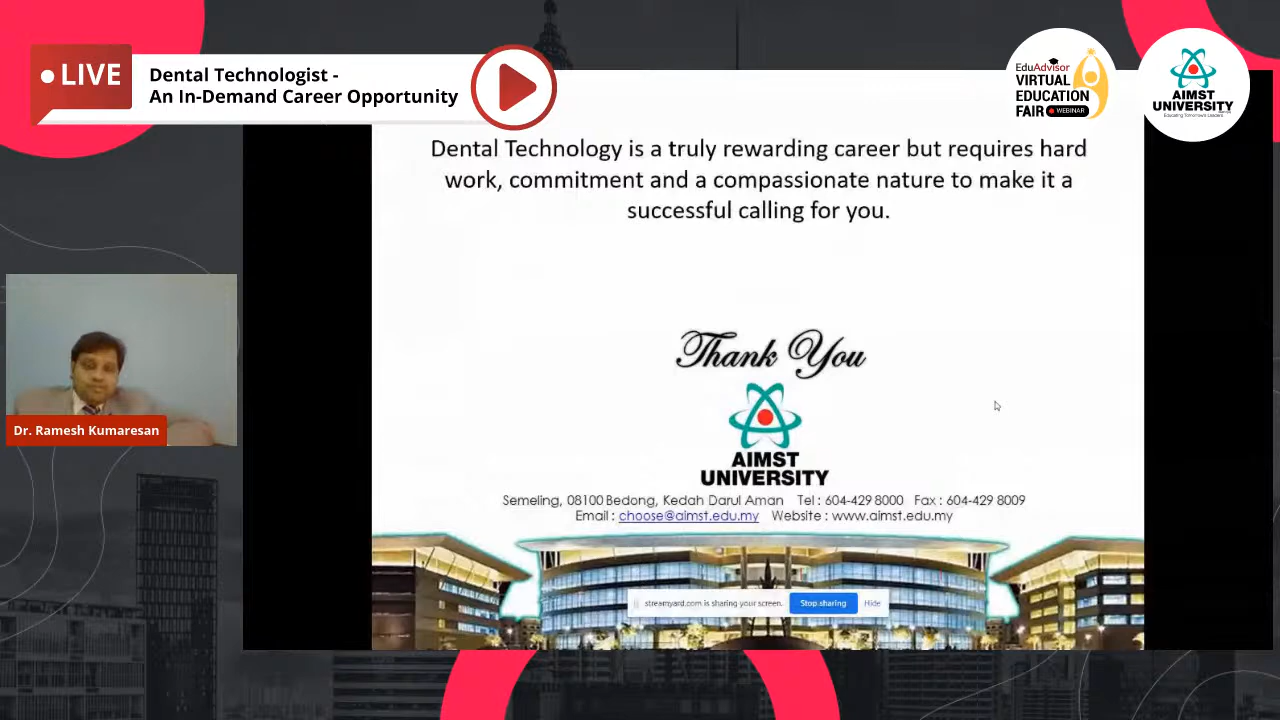 LIVE
Dental Technologist -
An In-Demand Career Opportunity
EduAdvisor
VIRTUAL
EDUCATION
FAIR WEBINAR
AIMST
UNIVERSITY
Educating Tomorrow's Leaders
Dental Technology is a truly rewarding career but requires hard
work, commitment and a compassionate nature to make it a
successful calling for you.
Dr. Ramesh Kumaresan
Thank You
AIMST
UNIVERSITY
Semeling, 08100 Bedong, Kedah Darul Aman Tel : 604-429 8000 Fax : 604-429 8009
Email : choose@aimst.edu.my Website : www.aimst.edu.my
streamyard.com is sharing your screen. Stop sharing Hide